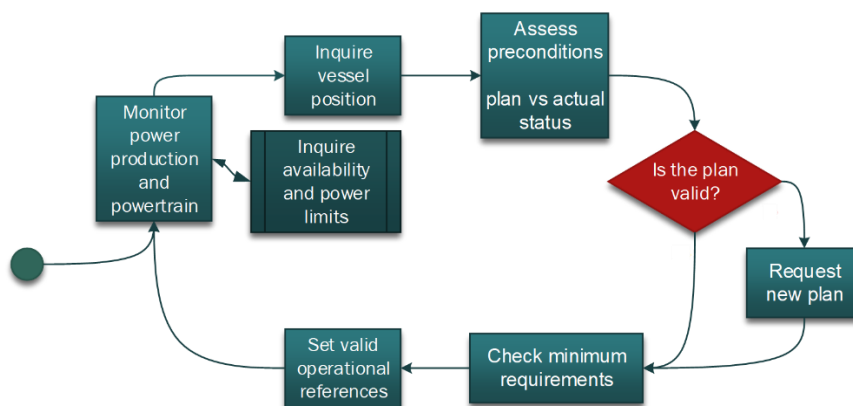 Monitor
power
production
and
powertrain
Inquire
vessel
position
Inquire
availability
and power
limits
Assess
preconditions
plan vs actual
status
Is the plan
valid?
Request
new plan
Check minimum
requirements
Set valid
operational
references